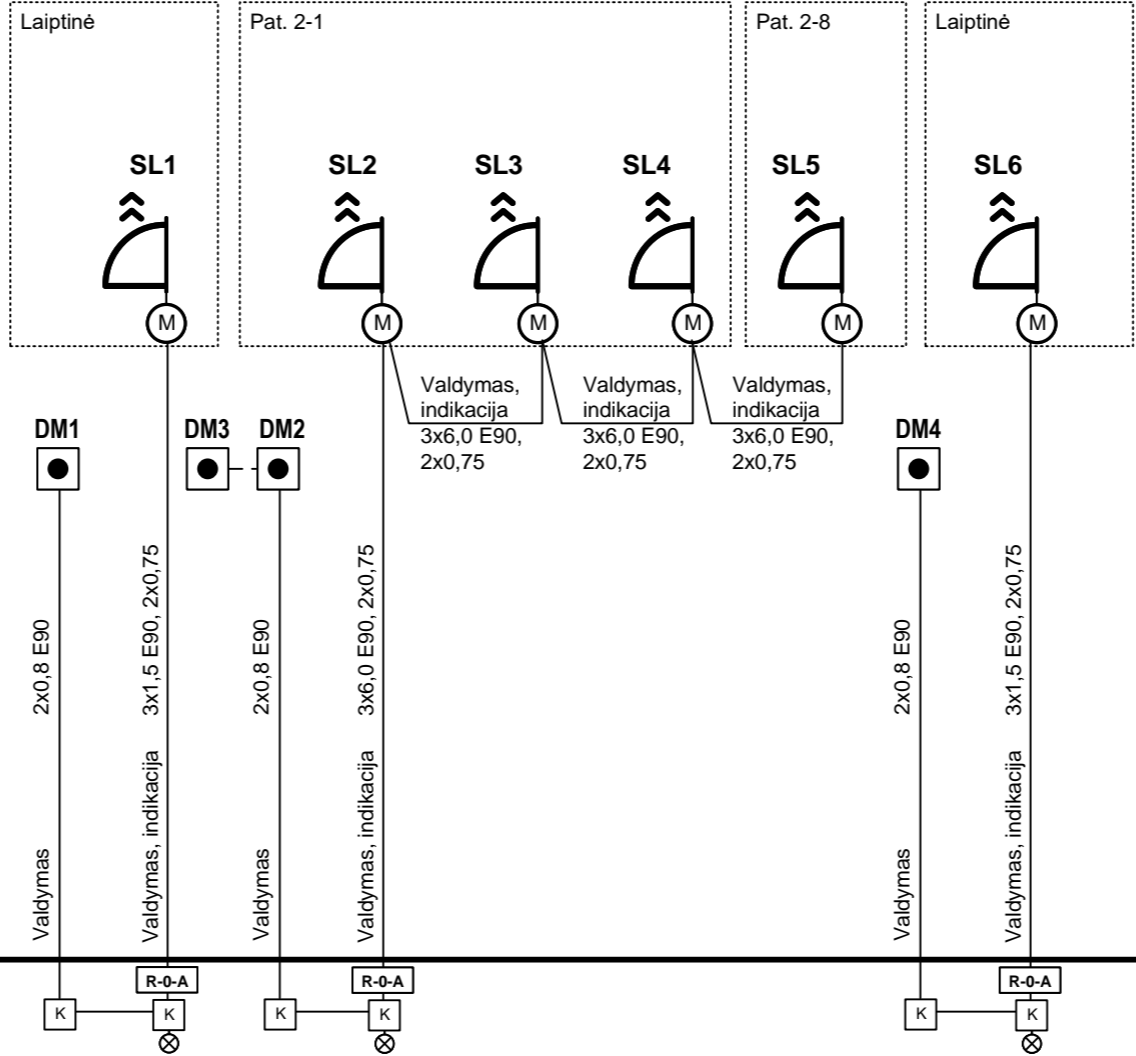 Laiptinė
Pat. 2-1
Pat. 2-8
Laiptinė
SL1
SL2
SL3
SL4
SL5
SL6
M
M
M
M
M
M
Valdymas,
indikacija
3x6,0 E90,
2x0,75
Valdymas,
indikacija
3x6,0 E90,
2x0,75
Valdymas,
indikacija
3x6,0 E90,
2x0,75
DM1
DM3
DM2
DM4
Valdymas 2x0,8 E90
Valdymas, indikacija 3x1,5 E90, 2x0,75
Valdymas 2x0,8 E90
Valdymas, indikacija 3x6,0 E90, 2x0,75
Valdymas 2x0,8 E90
Valdymas, indikacija 3x1,5 E90, 2x0,75
R-0-A
R-0-A
R-0-A
K
K
K
K
K
K